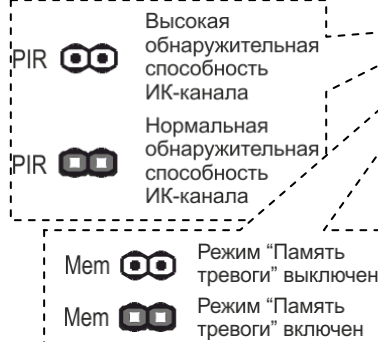 PIR
Высокая
обнаружительная
способность
ИК-канала
PIR
Нормальная
обнаружительная
способность
ИК-канала
Mem
Режим “Память
тревоги” выключен
Mem
Режим “Память
тревоги” включен